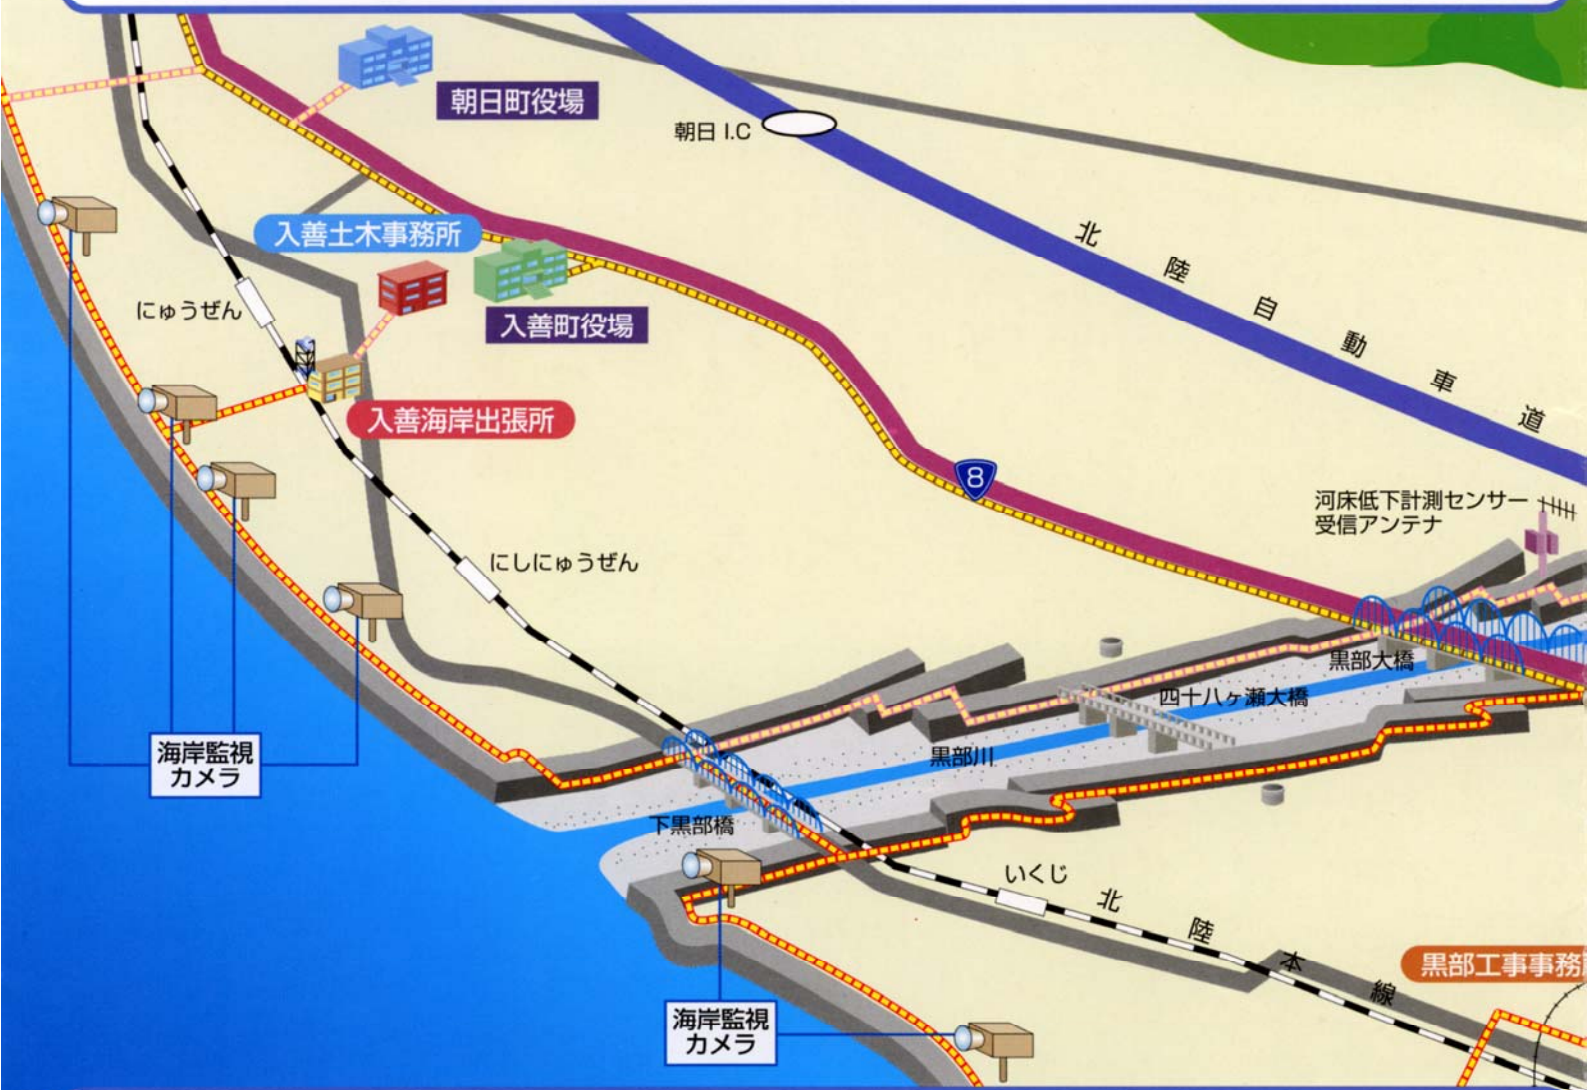 朝日町役場
朝日 I.C
入善土木事務所
北陸自動車道
にゅうぜん
入善町役場
入善海岸出張所
8
河床低下計測センサー
受信アンテナ
にしにゅうぜん
黒部大橋
四十八ヶ瀬大橋
海岸監視
カメラ
黒部川
下黒部橋
いくじ
北陸本線
黒部工事事務
海岸監視
カメラ